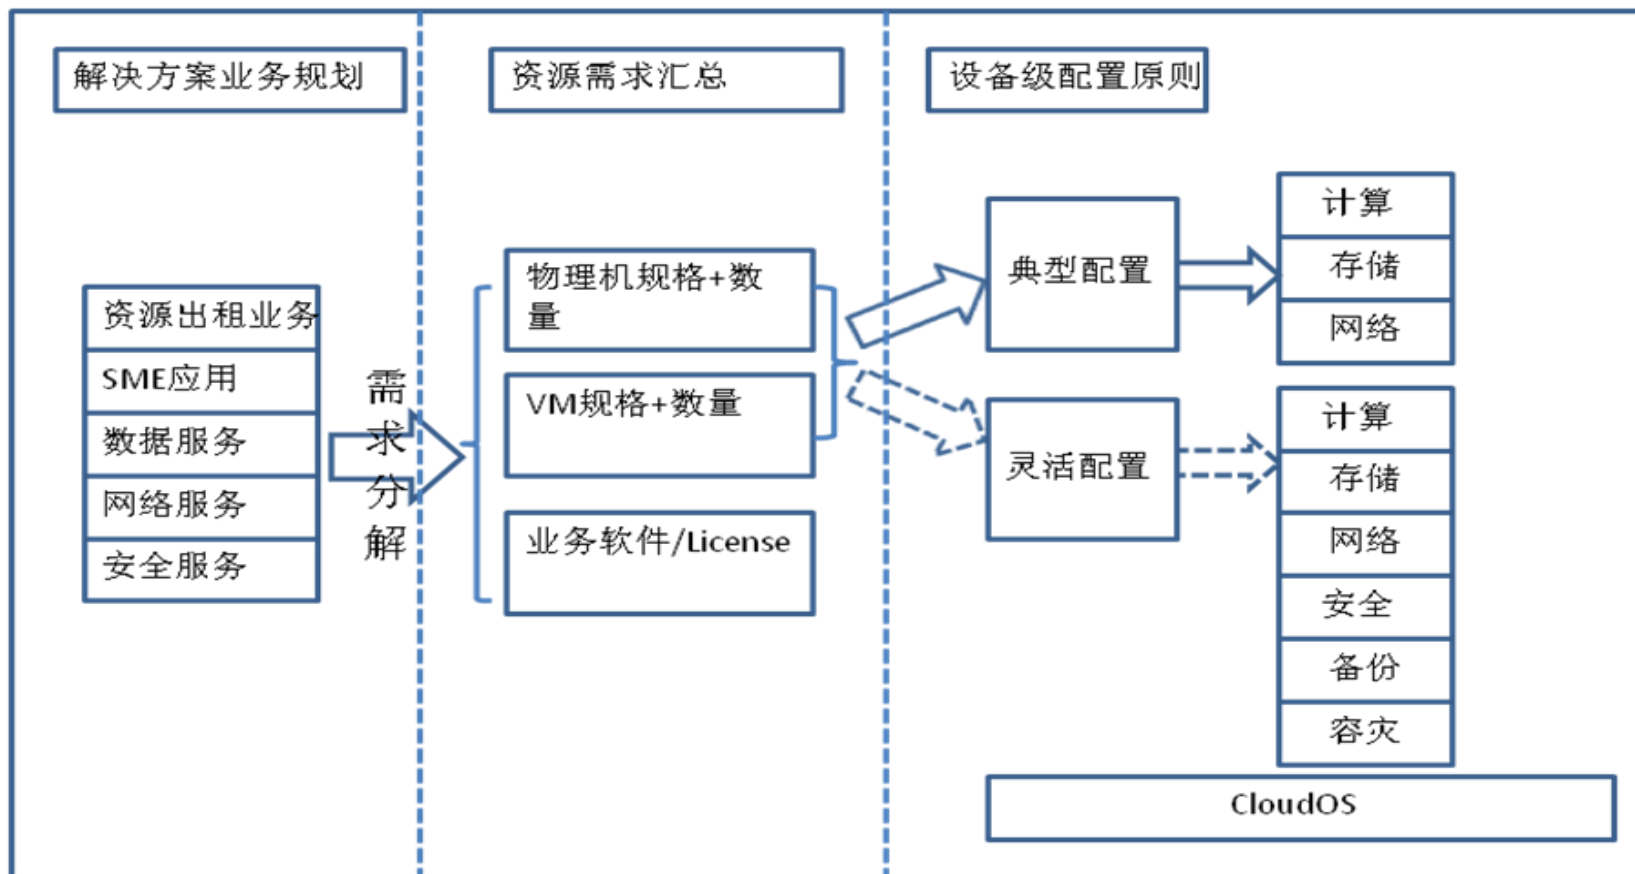 解决方案业务规划
资源需求汇总
设备级配置原则
资源出租业务
SME应用
数据服务
网络服务
安全服务
需
求
分
解
物理机规格+数
量
VM规格+数量
业务软件/License
典型配置
计算
存储
网络
灵活配置
计算
存储
网络
安全
备份
容灾
CloudOS